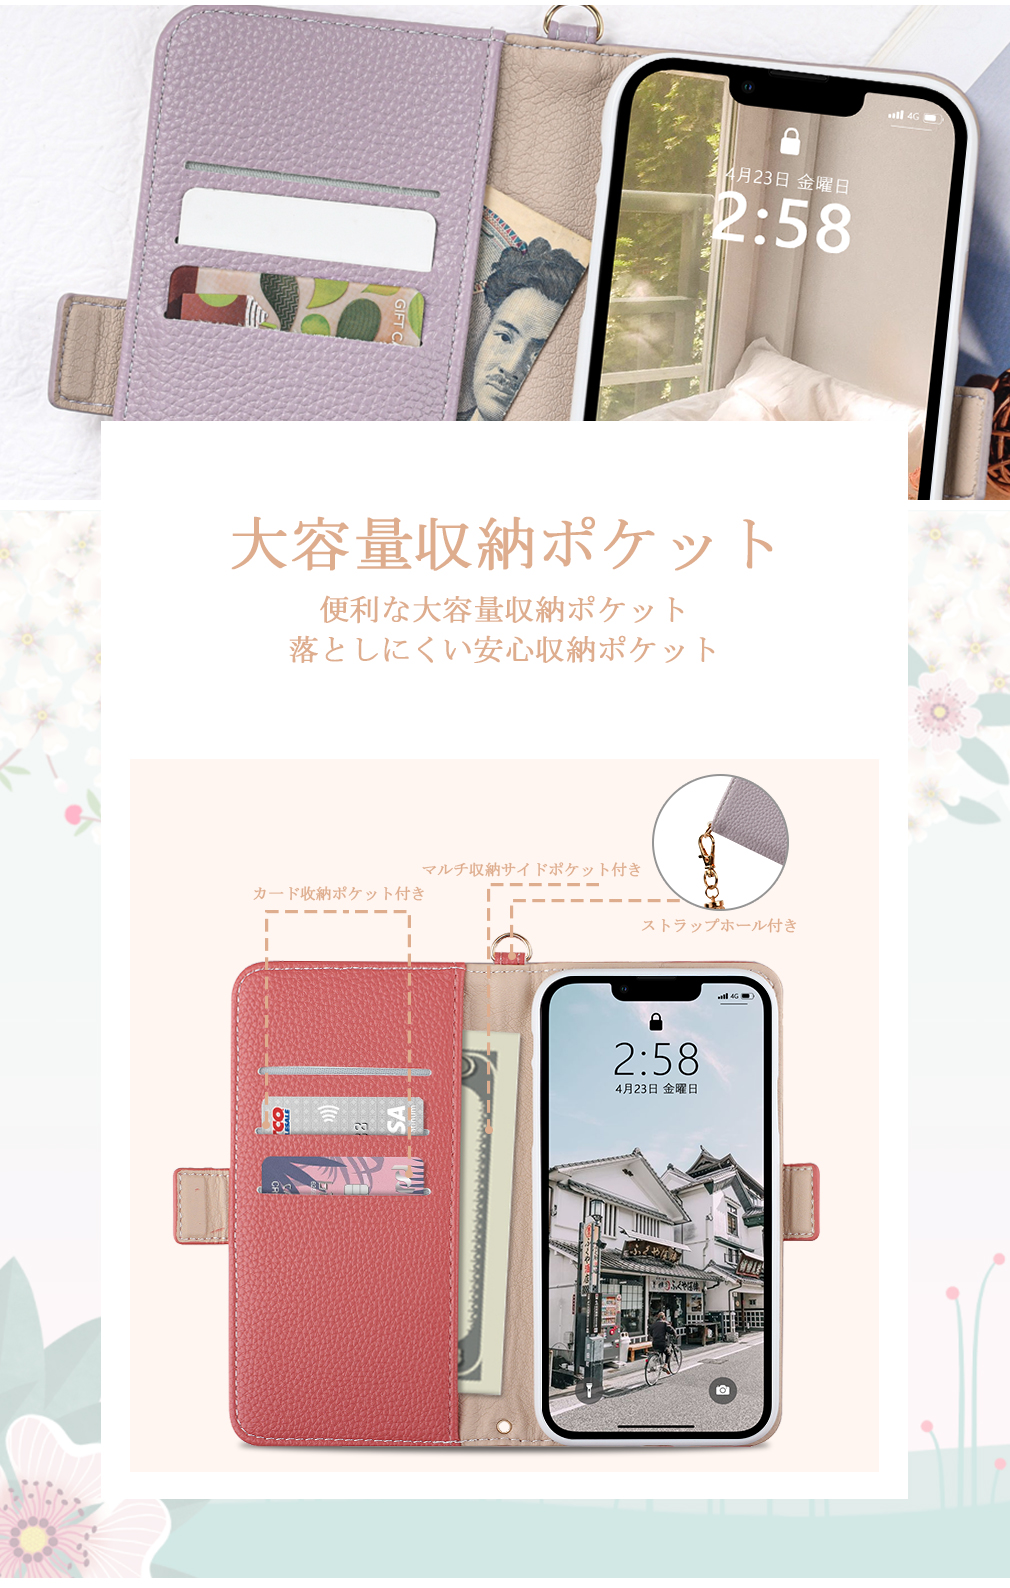 4G
4月23日 金曜日
2:58
GIFT C
大容量収納ポケット
便利な大容量収納ポケット
落としにくい安心収納ポケット
マルチ収納サイドポケット付き
カード収納ポケット付き
ストラップホール付き
4G
2:58
4月23日 金曜日